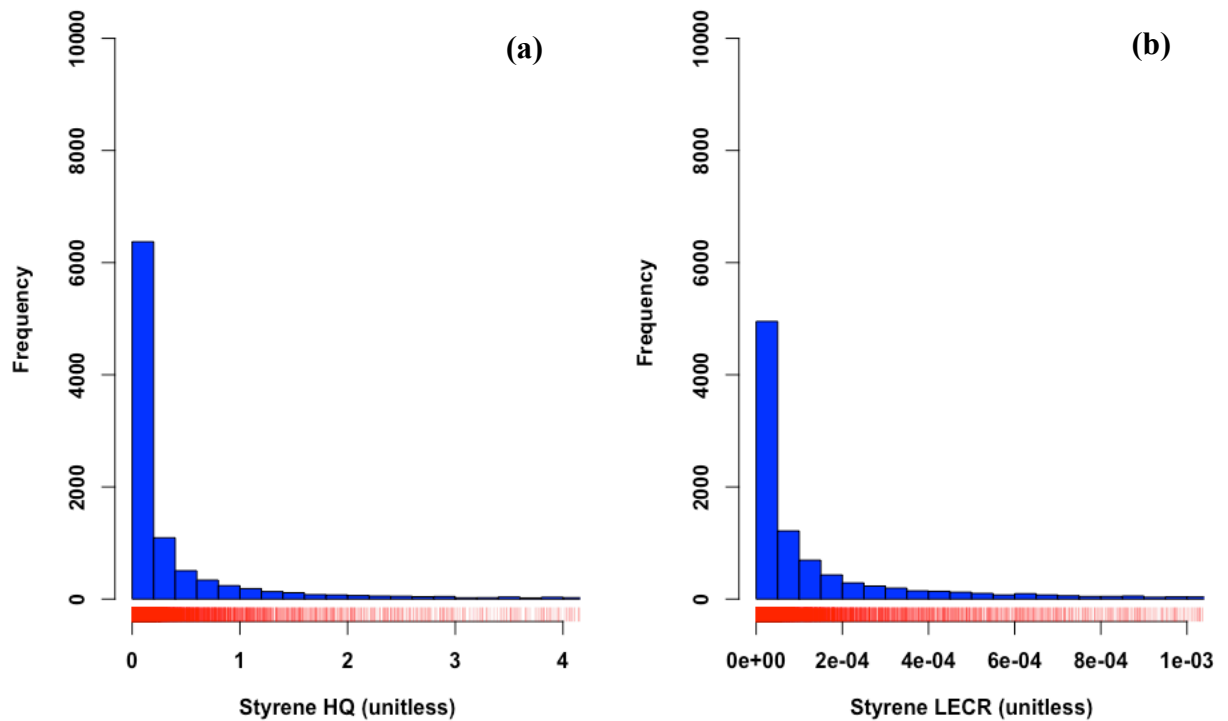 (a)
Frequency
10000
8000
6000
4000
2000
0
0 1 2 3 4
Styrene HQ (unitless)
(b)
Frequency
10000
8000
6000
4000
2000
0
0e+00 2e-04 4e-04 6e-04 8e-04 1e-03
Styrene LECR (unitless)